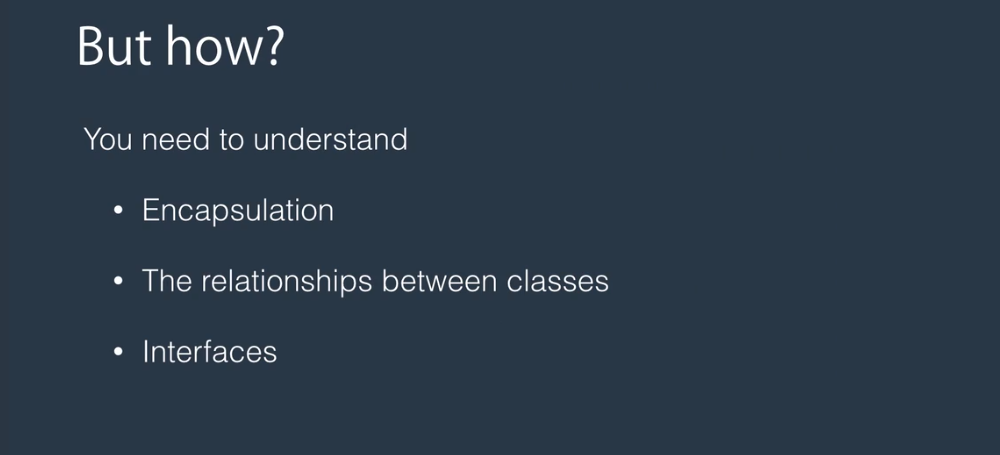 But how?
You need to understand
• Encapsulation
• The relationships between classes
• Interfaces